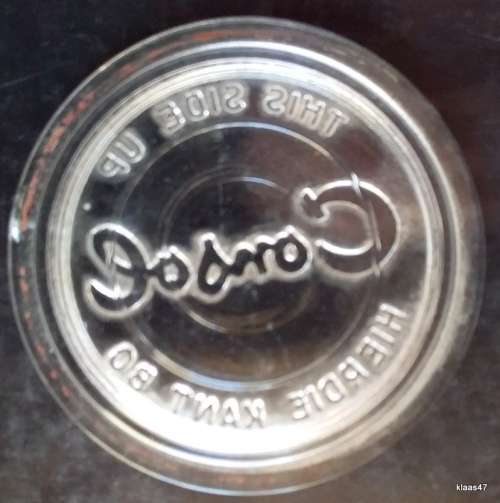 THIS SIDE UP
Consol
HIERDIE KANT BO
klaas47